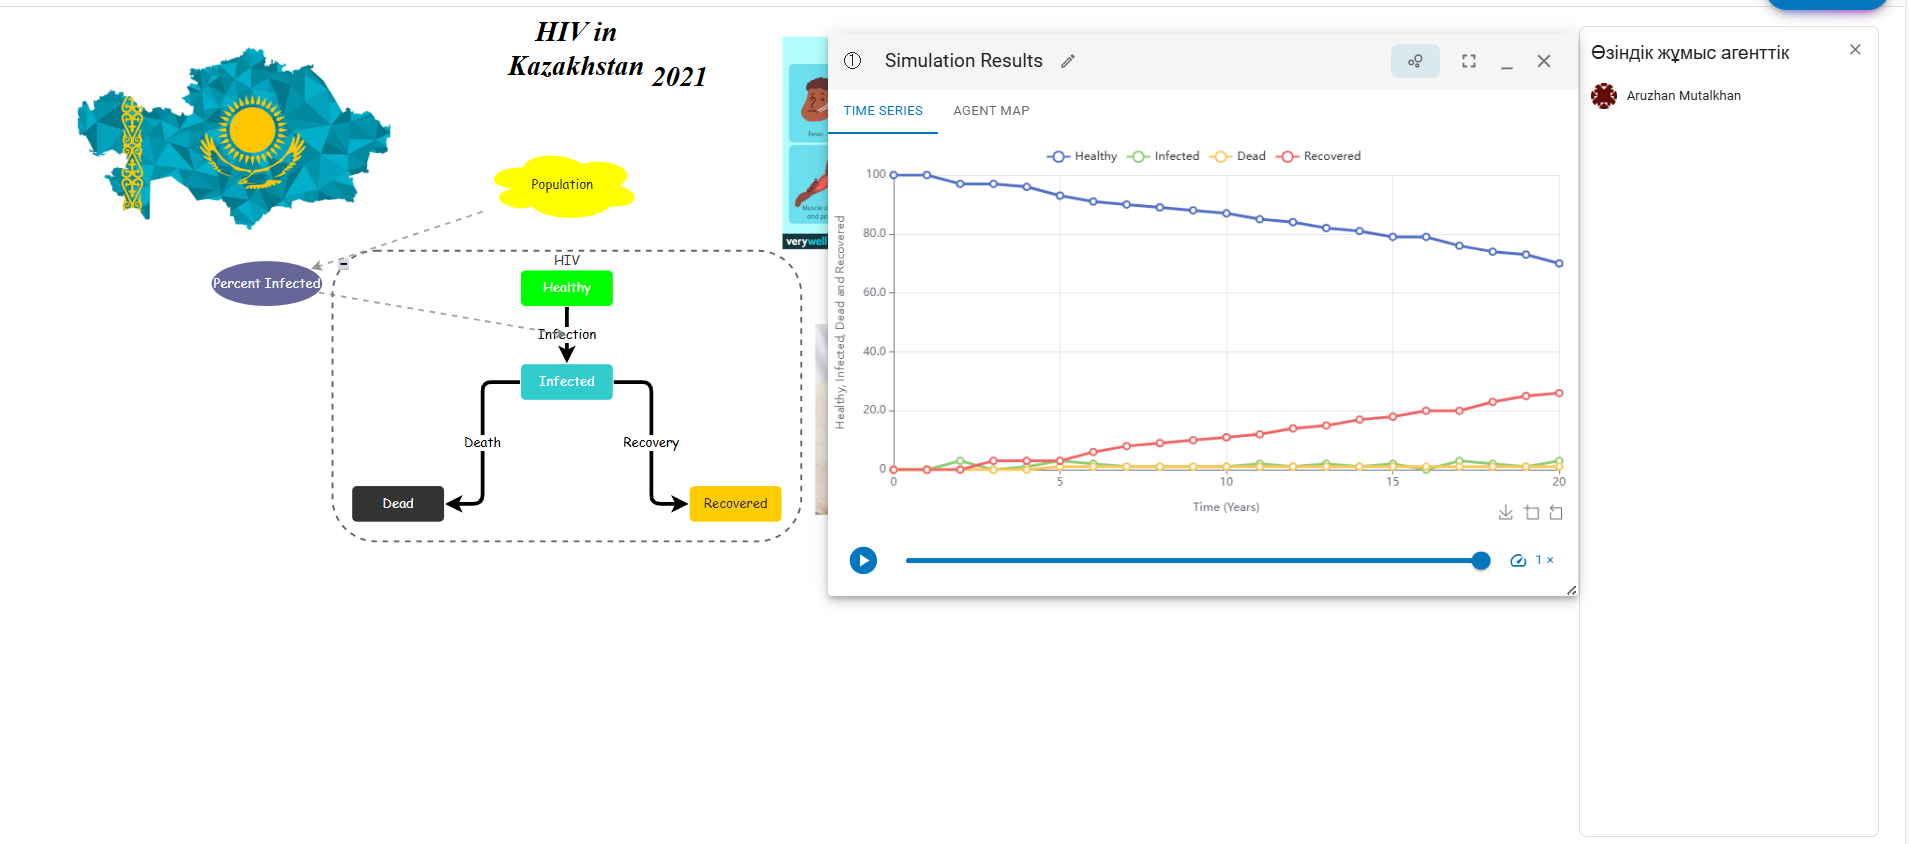 HIV in
Kazakhstan 2021
Population
Percent Infected
HIV
Healthy
Infection
Infected
Death
Recovery
Dead
Recovered
Fever
Muscle
and
verywell
Simulation Results
TIME SERIES
AGENT MAP
Healthy
Infected
Dead
Recovered
Healthy, Infected, Dead and Recovered
100
80.0
60.0
40.0
20.0
0
0
5
10
15
20
Time (Years)
1 ×
Өзіндік жұмыс агенттік
Aruzhan Mutalkhan